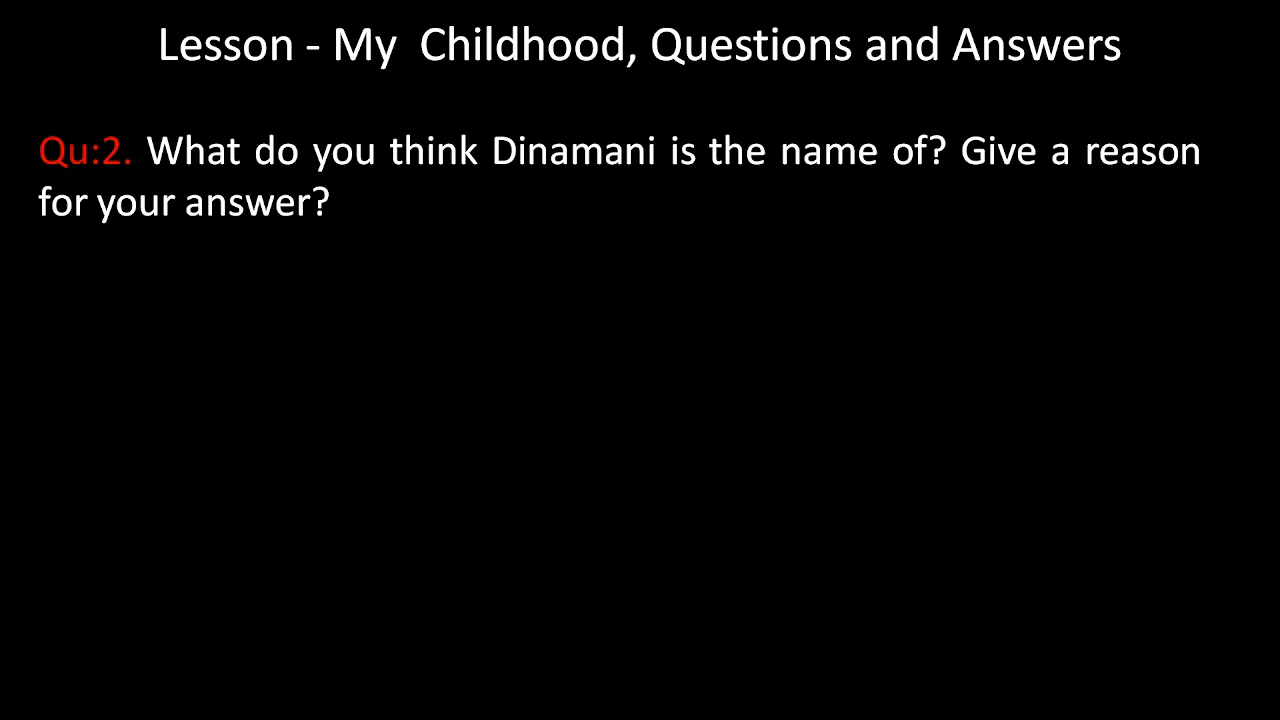 Lesson - My  Childhood, Questions and Answers
Qu:2. What do you think Dinamani is the name of? Give a reason
for your answer?